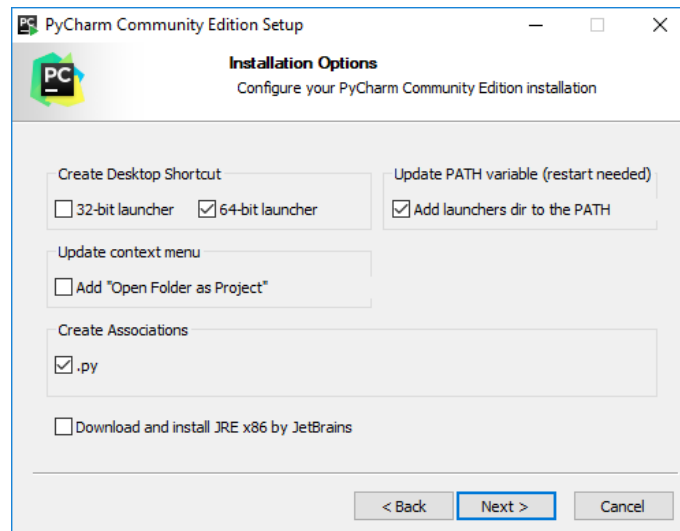 PyCharm Community Edition Setup
PC
Installation Options
Configure your PyCharm Community Edition installation
Create Desktop Shortcut
32-bit launcher
64-bit launcher
Update PATH variable (restart needed)
Add launchers dir to the PATH
Update context menu
Add "Open Folder as Project"
Create Associations
.py
Download and install JRE x86 by JetBrains
< Back
Next >
Cancel